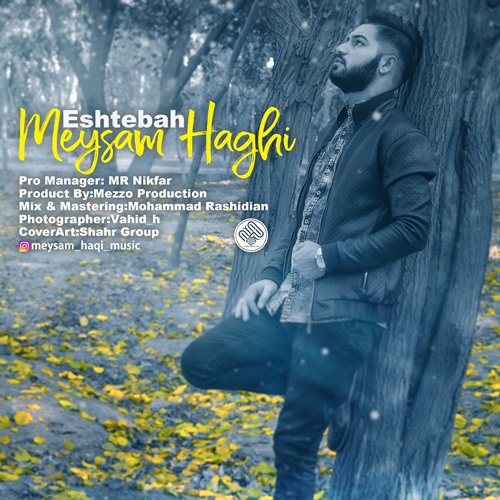 Eshtebah
Meysam Haghi
Pro Manager: MR Nikfar
Product By:Mezzo Production
Mix & Mastering:Mohammad Rashidian
Photographer:Vahid_h
CoverArt:Shahr Group
meysam_haqi_music